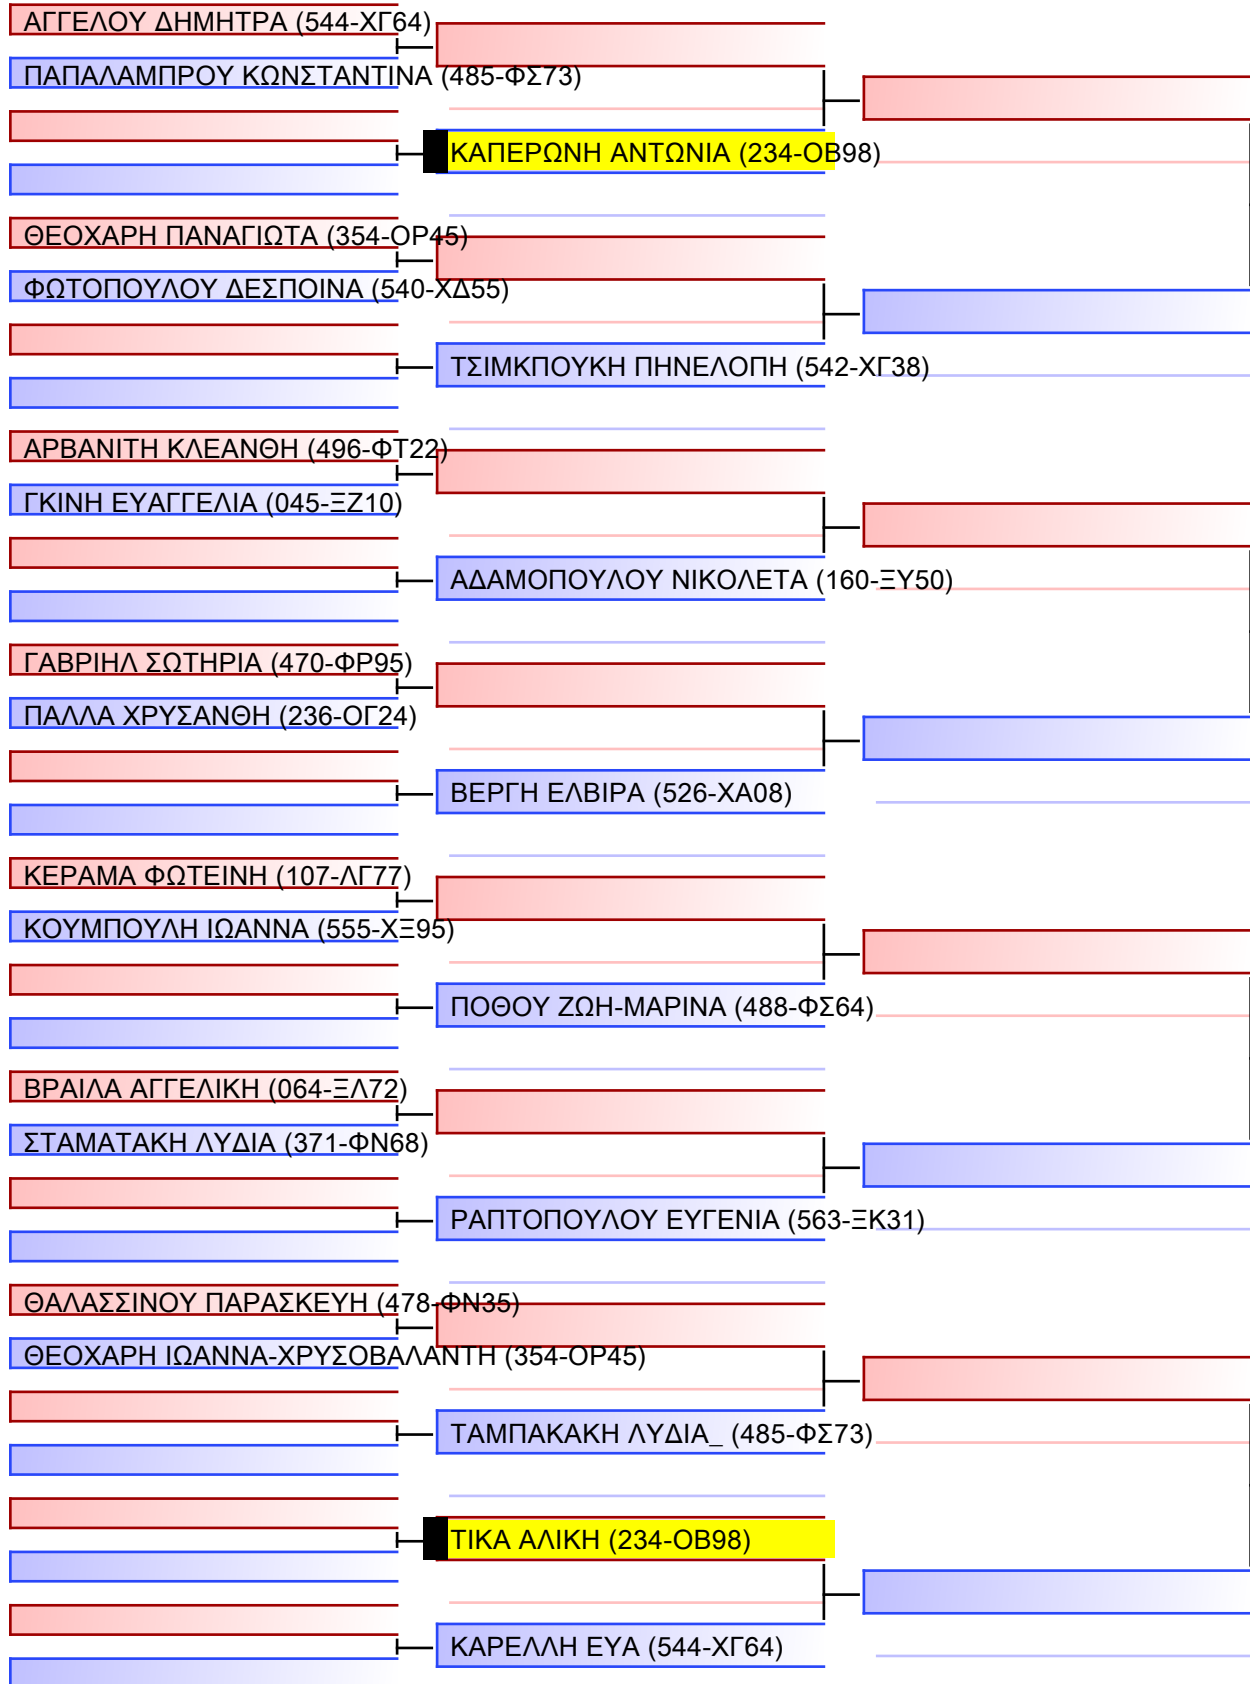 ΑΓΓΕΛΟΥ ΔΗΜΗΤΡΑ (544-ΧΓ64)
ΠΑΠΑΛΑΜΠΡΟΥ ΚΩΝΣΤΑΝΤΙΝΑ (485-ΦΣ73)
ΚΑΠΕΡΩΝΗ ΑΝΤΩΝΙΑ (234-ΟΒ98)
ΘΕΟΧΑΡΗ ΠΑΝΑΓΙΩΤΑ (354-ΟΡ45)
ΦΩΤΟΠΟΥΛΟΥ ΔΕΣΠΟΙΝΑ (540-ΧΔ55)
ΤΣΙΜΚΠΟΥΚΗ ΠΗΝΕΛΟΠΗ (542-ΧΓ38)
ΑΡΒΑΝΙΤΗ ΚΛΕΑΝΘΗ (496-ΦΤ22)
ΓΚΙΝΗ ΕΥΑΓΓΕΛΙΑ (045-ΞΖ10)
ΑΔΑΜΟΠΟΥΛΟΥ ΝΙΚΟΛΕΤΑ (160-ΞΥ50)
ΓΑΒΡΙΗΛ ΣΩΤΗΡΙΑ (470-ΦΡ95)
ΠΑΛΛΑ ΧΡΥΣΑΝΘΗ (236-ΟΓ24)
ΒΕΡΓΗ ΕΛΒΙΡΑ (526-ΧΑ08)
ΚΕΡΑΜΑ ΦΩΤΕΙΝΗ (107-ΛΓ77)
ΚΟΥΜΠΟΥΛΗ ΙΩΑΝΝΑ (555-ΧΞ95)
ΠΟΘΟΥ ΖΩΗ-ΜΑΡΙΝΑ (488-ΦΣ64)
ΒΡΑΙΛΑ ΑΓΓΕΛΙΚΗ (064-ΞΛ72)
ΣΤΑΜΑΤΑΚΗ ΛΥΔΙΑ (371-ΦΝ68)
ΡΑΠΤΟΠΟΥΛΟΥ ΕΥΓΕΝΙΑ (563-ΞΚ31)
ΘΑΛΑΣΣΙΝΟΥ ΠΑΡΑΣΚΕΥΗ (478-ΦΝ35)
ΘΕΟΧΑΡΗ ΙΩΑΝΝΑ-ΧΡΥΣΟΒΑΛΑΝΤΗ (354-ΟΡ45)
ΤΑΜΠΑΚΑΚΗ ΛΥΔΙΑ_ (485-ΦΣ73)
ΤΙΚΑ ΑΛΙΚΗ (234-ΟΒ98)
ΚΑΡΕΛΛΗ ΕΥΑ (544-ΧΓ64)